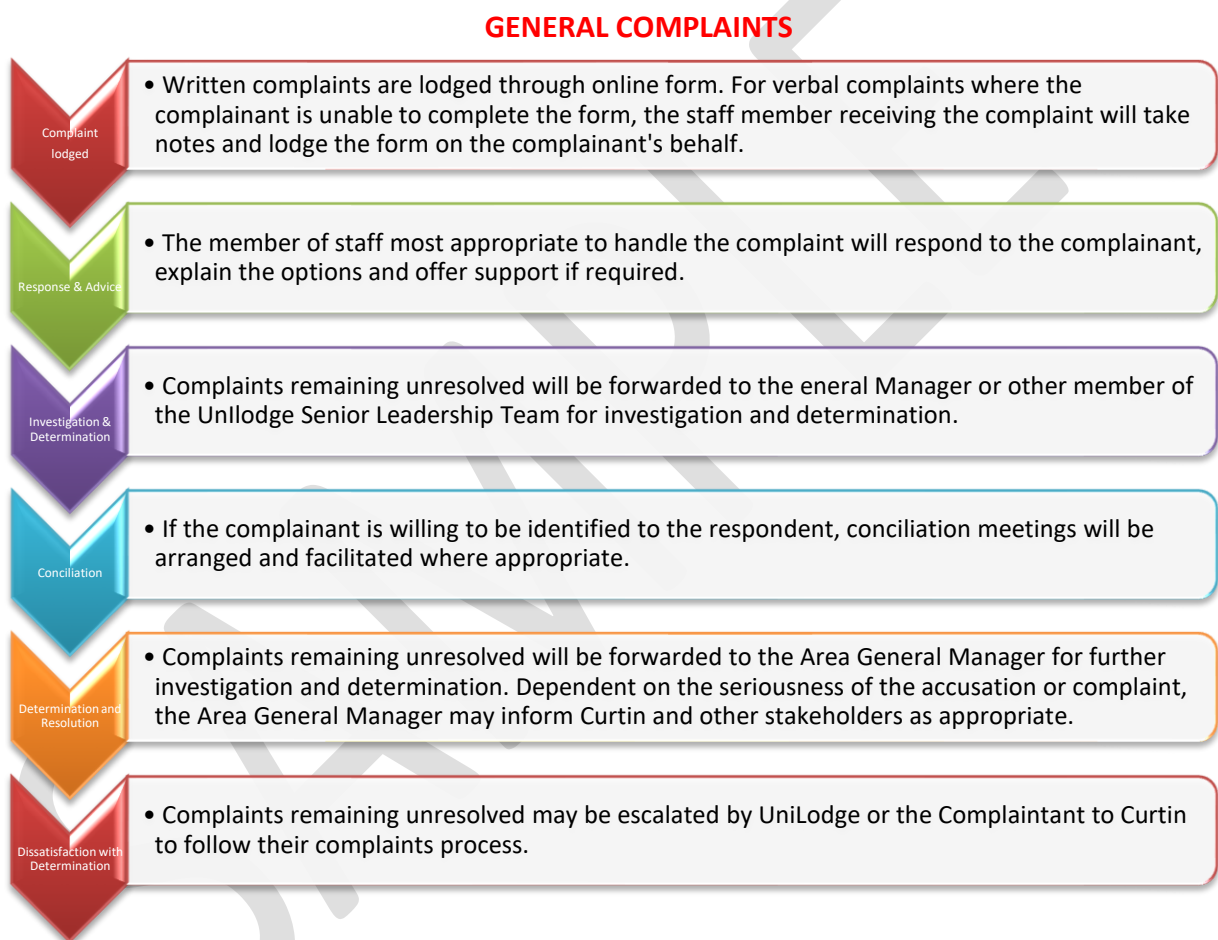 GENERAL COMPLAINTS
Complaint
lodged
• Written complaints are lodged through online form. For verbal complaints where the
complainant is unable to complete the form, the staff member receiving the complaint will take
notes and lodge the form on the complainant's behalf.
Response & Advice
• The member of staff most appropriate to handle the complaint will respond to the complainant,
explain the options and offer support if required.
Investigation &
Determination
• Complaints remaining unresolved will be forwarded to the eneral Manager or other member of
the UnIlodge Senior Leadership Team for investigation and determination.
Conciliation
• If the complainant is willing to be identified to the respondent, conciliation meetings will be
arranged and facilitated where appropriate.
Determination and
Resolution
• Complaints remaining unresolved will be forwarded to the Area General Manager for further
investigation and determination. Dependent on the seriousness of the accusation or complaint,
the Area General Manager may inform Curtin and other stakeholders as appropriate.
Dissatisfaction with
Determination
• Complaints remaining unresolved may be escalated by UniLodge or the Complaintant to Curtin
to follow their complaints process.
SAMPLE